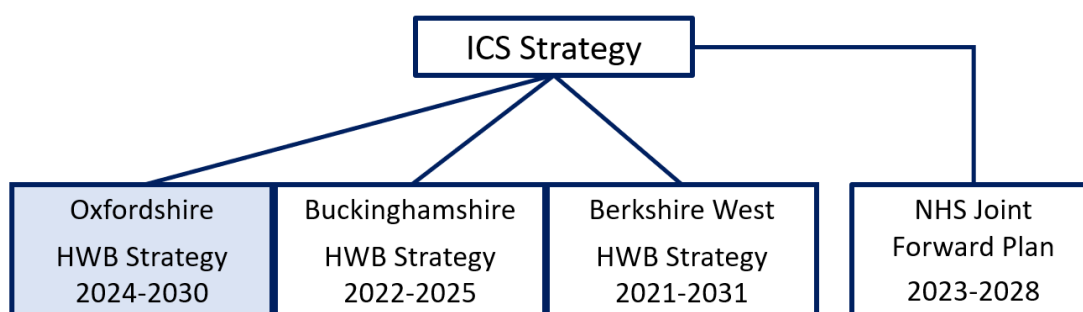 ICS Strategy
Oxfordshire
HWB Strategy
2024-2030
Buckinghamshire
HWB Strategy
2022-2025
Berkshire West
HWB Strategy
2021-2031
NHS Joint
Forward Plan
2023-2028